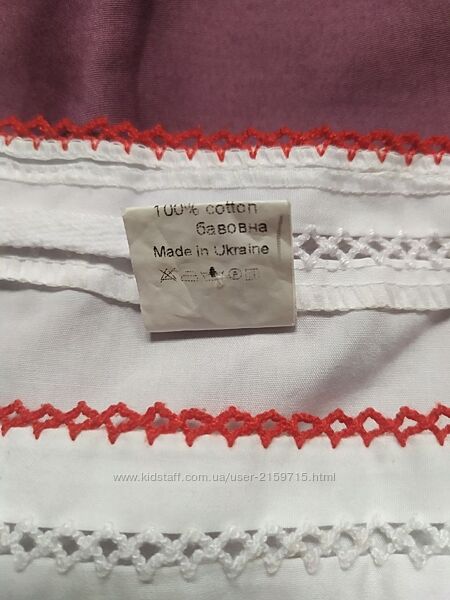 100% cotton
бавовна
Made in Ukraine
www.kidstaff.com.ua/user-2159715.html